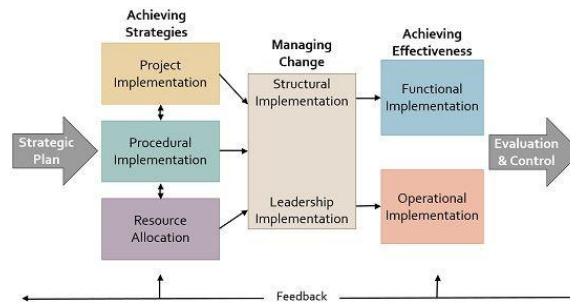 Achieving
Strategies
Managing
Change
Achieving
Effectiveness
Strategic
Plan
Project
Implementation
Procedural
Implementation
Resource
Allocation
Structural
Implementation
Leadership
Implementation
Functional
Implementation
Operational
Implementation
Evaluation
& Control
Feedback